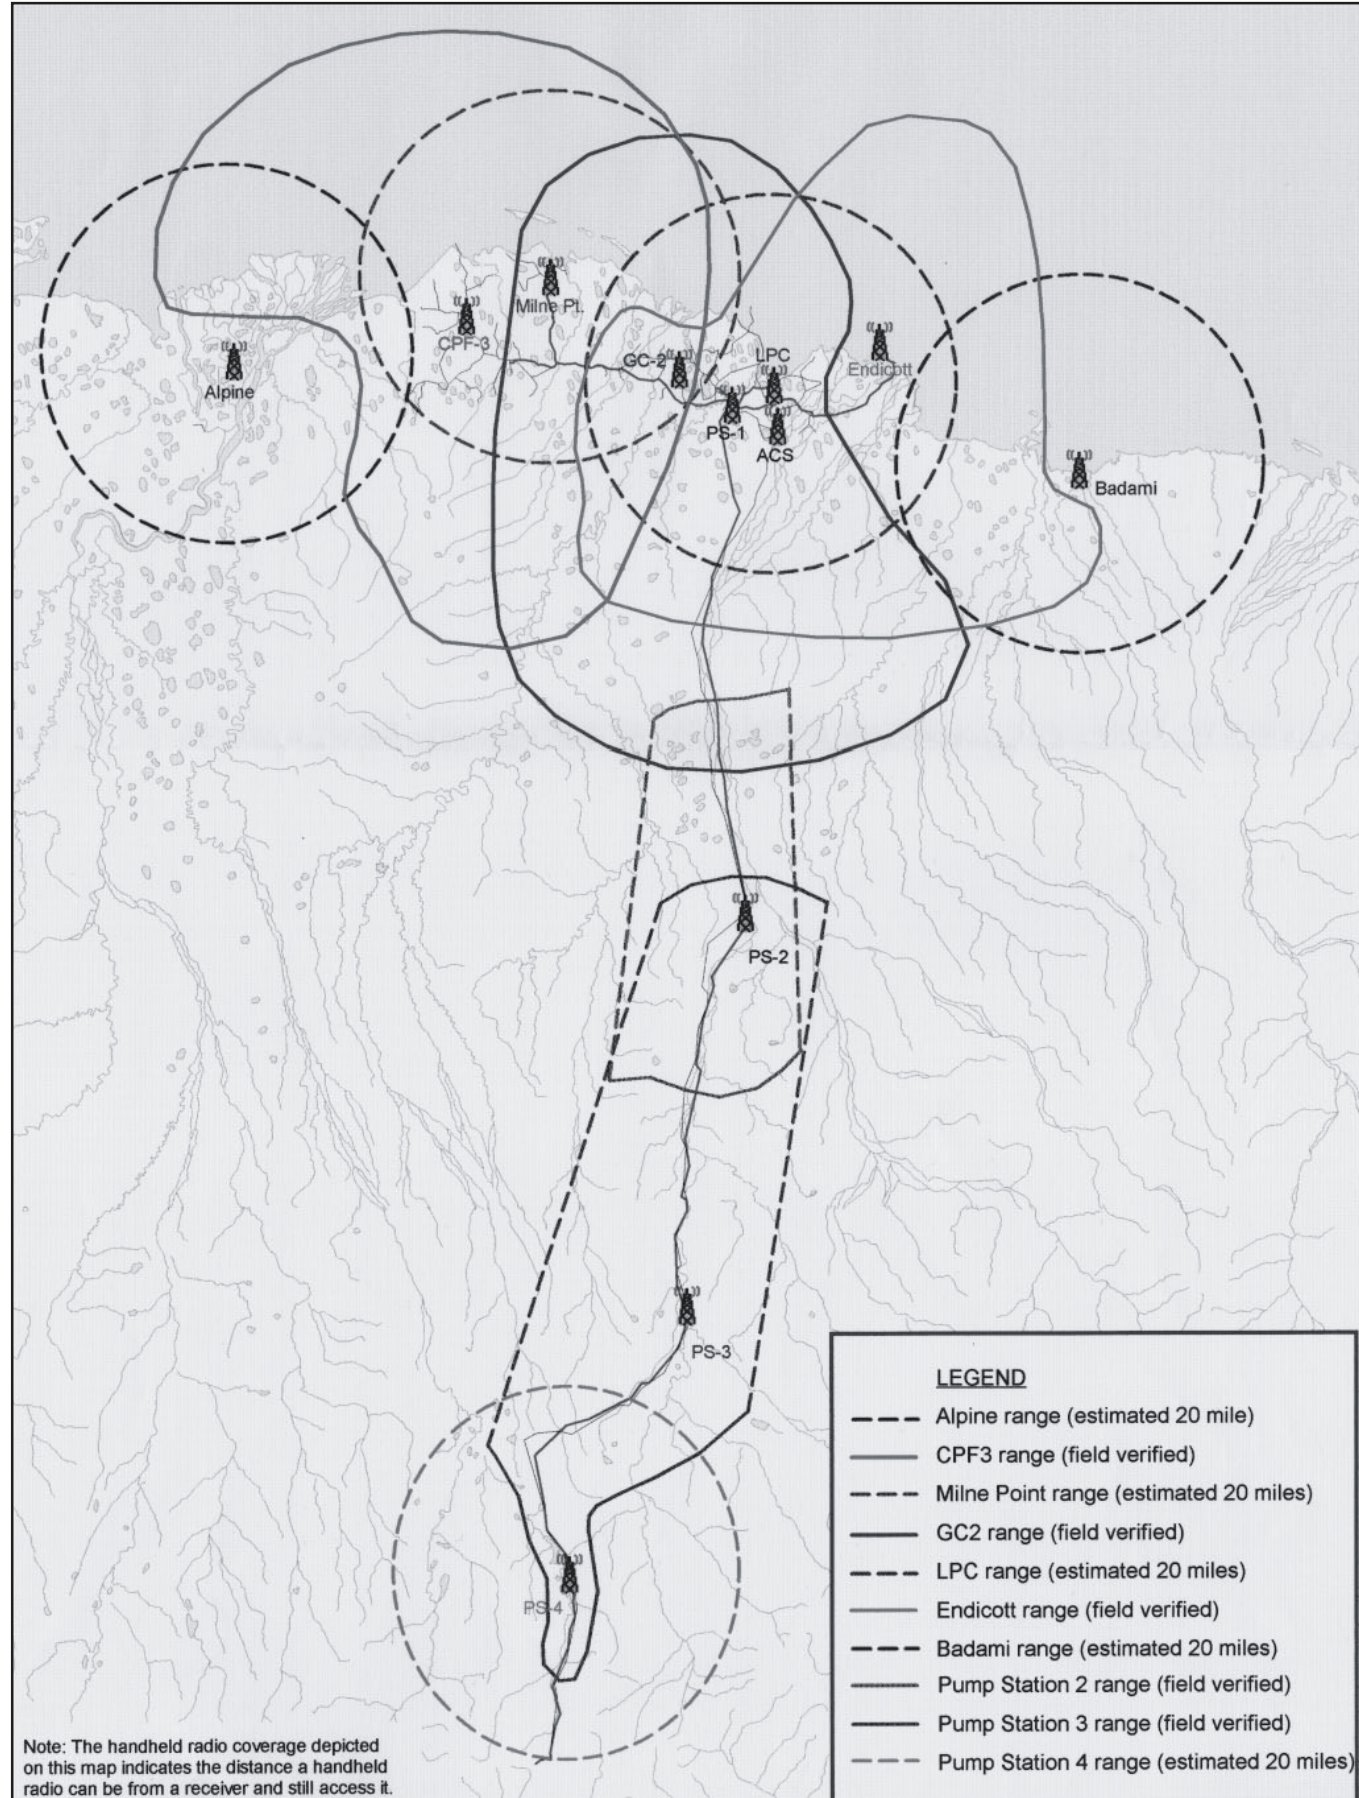 Milne Pt.
CPF-3
GC-2
LPC
Endicott
Alpine
PS-1
ACS
Badami
PS-2
PS-3
PS-4
LEGEND
Alpine range (estimated 20 mile)
CPF3 range (field verified)
Milne Point range (estimated 20 miles)
GC2 range (field verified)
LPC range (estimated 20 miles)
Endicott range (field verified)
Badami range (estimated 20 miles)
Pump Station 2 range (field verified)
Pump Station 3 range (field verified)
Pump Station 4 range (estimated 20 miles)
Note: The handheld radio coverage depicted
on this map indicates the distance a handheld
radio can be from a receiver and still access it.